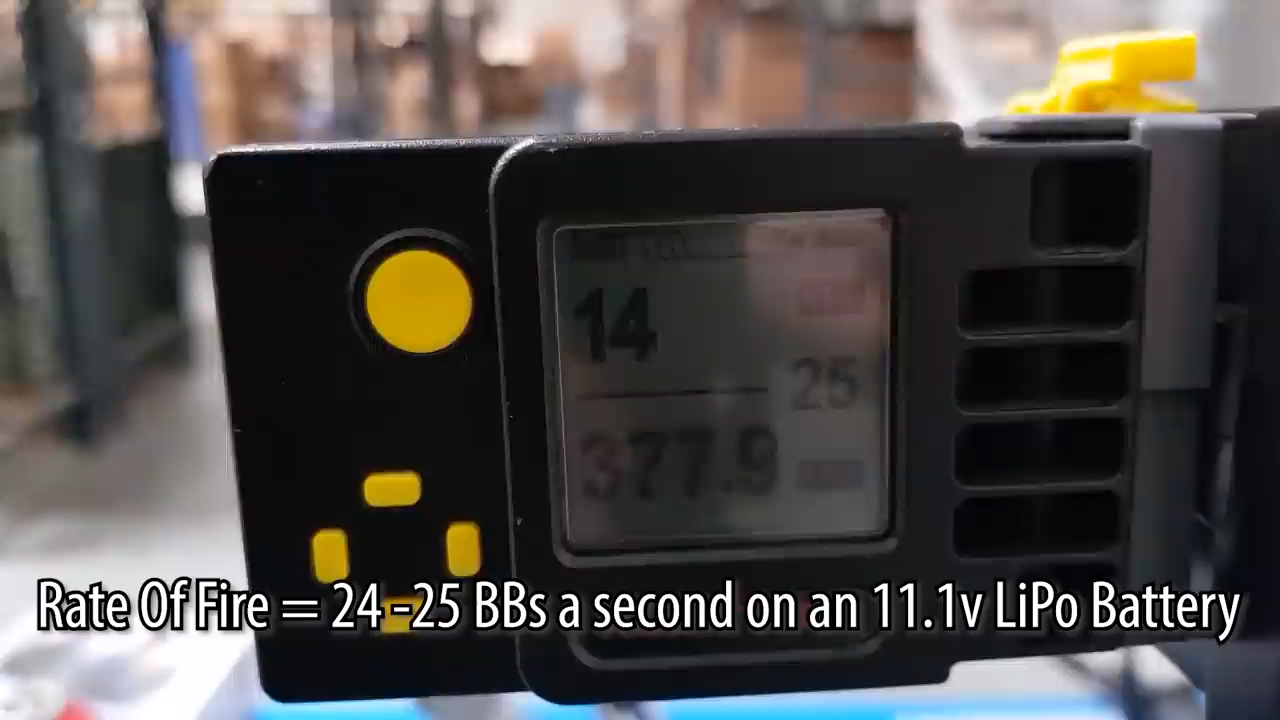 14
25
377.9
Rate Of Fire = 24 -25 BBs a second on an 11.1v LiPo Battery